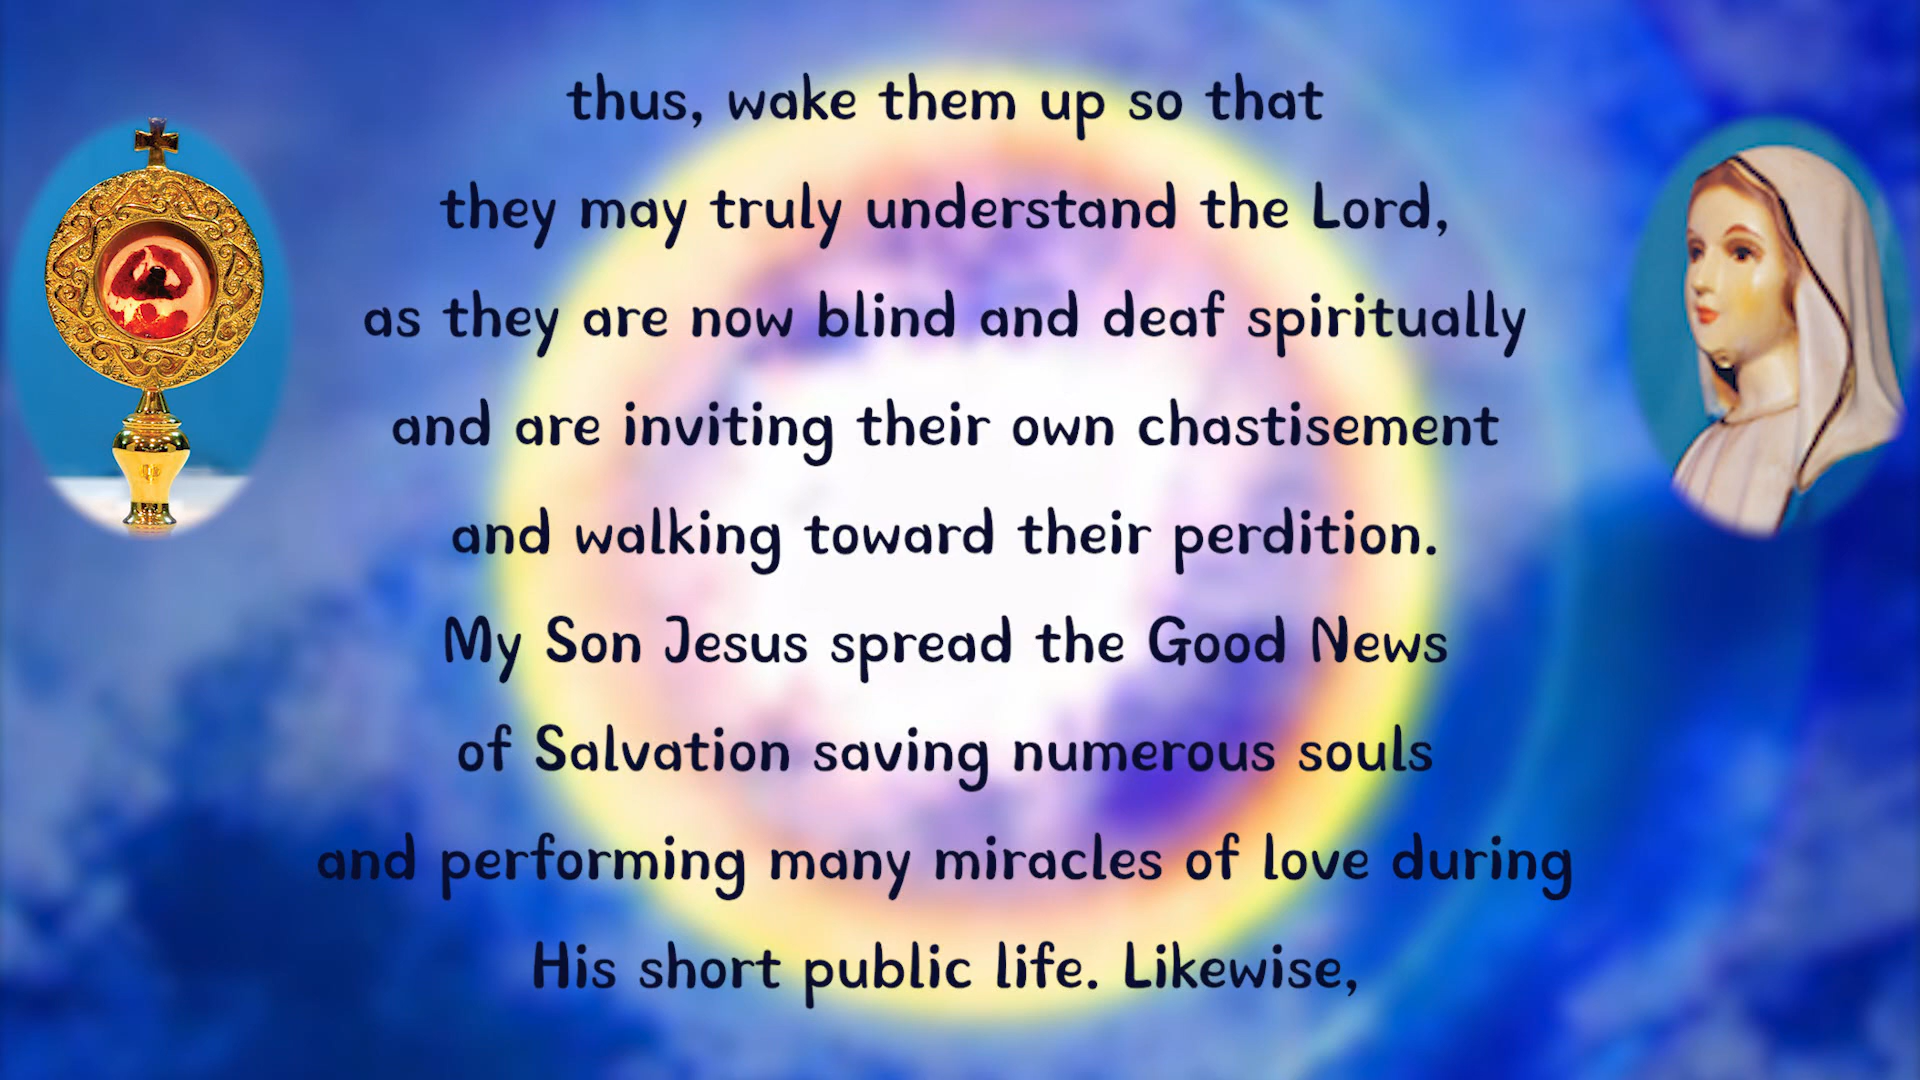 thus, wake them up so that
they may truly understand the Lord,
as they are now blind and deaf spiritually
and are inviting their own chastisement
and walking toward their perdition.
My Son Jesus spread the Good News
of Salvation saving numerous souls
and performing many miracles of love during
His short public life. Likewise,